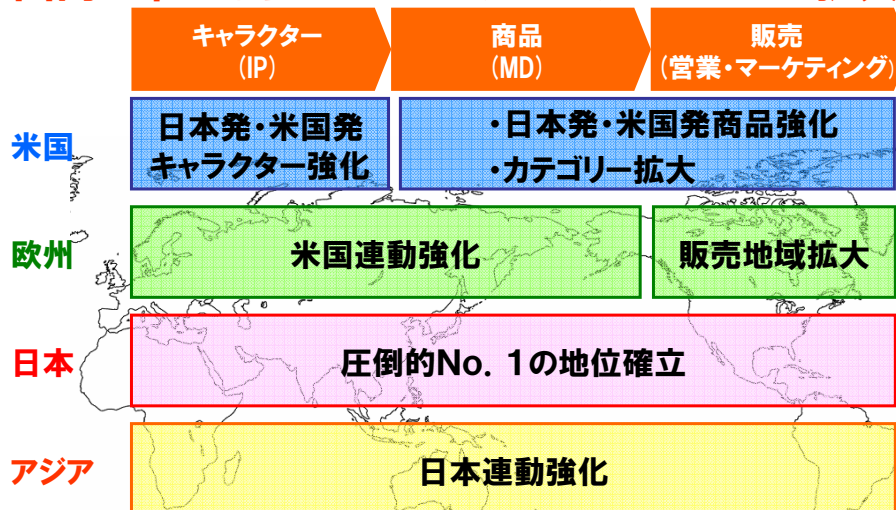 キャラクター
(IP)
商品
(MD)
販売
(営業・マーケティング)
米国
日本発・米国発
キャラクター強化
・日本発・米国発商品強化
・カテゴリー拡大
欧州
米国連動強化
販売地域拡大
日本
圧倒的No. 1の地位確立
アジア
日本連動強化